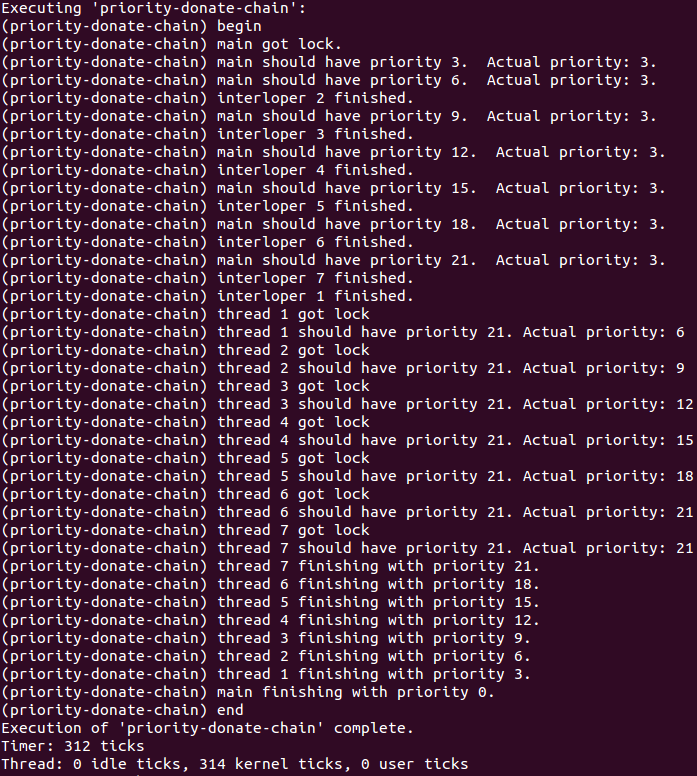 Executing 'priority-donate-chain':
(priority-donate-chain) begin
(priority-donate-chain) main got lock.
(priority-donate-chain) main should have priority 3.  Actual priority: 3.
(priority-donate-chain) main should have priority 6.  Actual priority: 3.
(priority-donate-chain) interloper 2 finished.
(priority-donate-chain) main should have priority 9.  Actual priority: 3.
(priority-donate-chain) interloper 3 finished.
(priority-donate-chain) main should have priority 12.  Actual priority: 3.
(priority-donate-chain) interloper 4 finished.
(priority-donate-chain) main should have priority 15.  Actual priority: 3.
(priority-donate-chain) interloper 5 finished.
(priority-donate-chain) main should have priority 18.  Actual priority: 3.
(priority-donate-chain) interloper 6 finished.
(priority-donate-chain) main should have priority 21.  Actual priority: 3.
(priority-donate-chain) interloper 7 finished.
(priority-donate-chain) interloper 1 finished.
(priority-donate-chain) thread 1 got lock
(priority-donate-chain) thread 1 should have priority 21. Actual priority: 6
(priority-donate-chain) thread 2 got lock
(priority-donate-chain) thread 2 should have priority 21. Actual priority: 9
(priority-donate-chain) thread 3 got lock
(priority-donate-chain) thread 3 should have priority 21. Actual priority: 12
(priority-donate-chain) thread 4 got lock
(priority-donate-chain) thread 4 should have priority 21. Actual priority: 15
(priority-donate-chain) thread 5 got lock
(priority-donate-chain) thread 5 should have priority 21. Actual priority: 18
(priority-donate-chain) thread 6 got lock
(priority-donate-chain) thread 6 should have priority 21. Actual priority: 21
(priority-donate-chain) thread 7 got lock
(priority-donate-chain) thread 7 should have priority 21. Actual priority: 21
(priority-donate-chain) thread 7 finishing with priority 21.
(priority-donate-chain) thread 6 finishing with priority 18.
(priority-donate-chain) thread 5 finishing with priority 15.
(priority-donate-chain) thread 4 finishing with priority 12.
(priority-donate-chain) thread 3 finishing with priority 9.
(priority-donate-chain) thread 2 finishing with priority 6.
(priority-donate-chain) thread 1 finishing with priority 3.
(priority-donate-chain) main finishing with priority 0.
(priority-donate-chain) end
Execution of 'priority-donate-chain' complete.
Timer: 312 ticks
Thread: 0 idle ticks, 314 kernel ticks, 0 user ticks